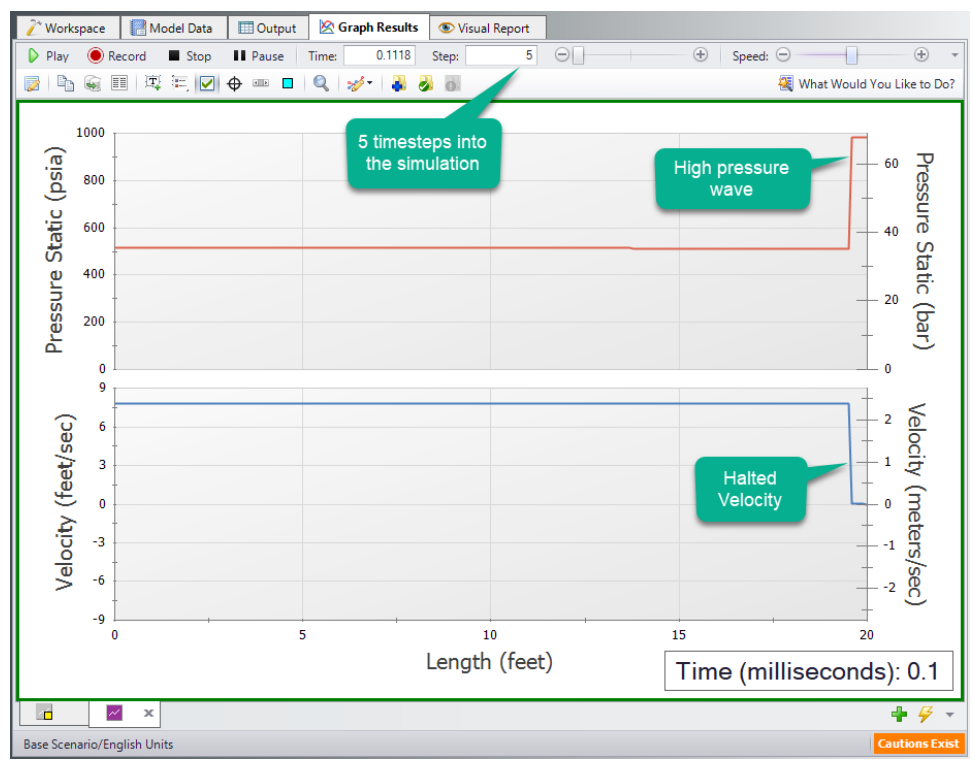 Workspace Model Data Output Graph Results Visual Report
Play Record Stop Pause Time: 0.1118 Step: 5 Speed:
What Would You Like to Do?
5 timesteps into
the simulation
High pressure
wave
Pressure Static (psia)
1000
800
600
400
200
0
60
40
20
0
Pressure Static (bar)
Velocity (feet/sec)
9
6
3
0
-3
-6
-9
2
1
0
-1
-2
Velocity (meters/sec)
Halted
Velocity
0 5 10 15 20
Length (feet)
Time (milliseconds): 0.1
Base Scenario/English Units
Cautions Exist